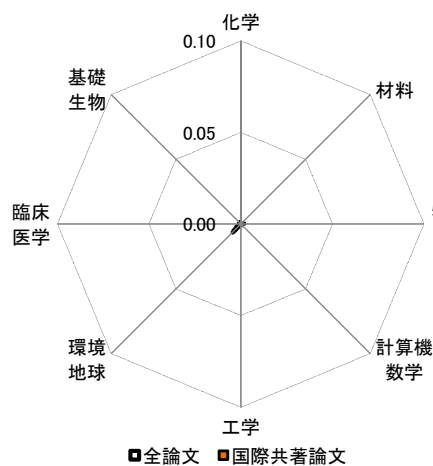 化学
0.10
基礎
生物
材料
0.05
臨床
医学
0.00
環境
地球
計算機
数学
工学
全論文 国際共著論文